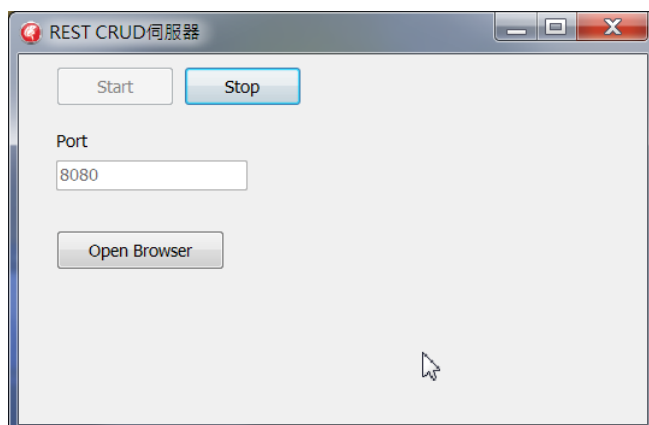 REST CRUD伺服器
Start Stop
Port
8080
Open Browser